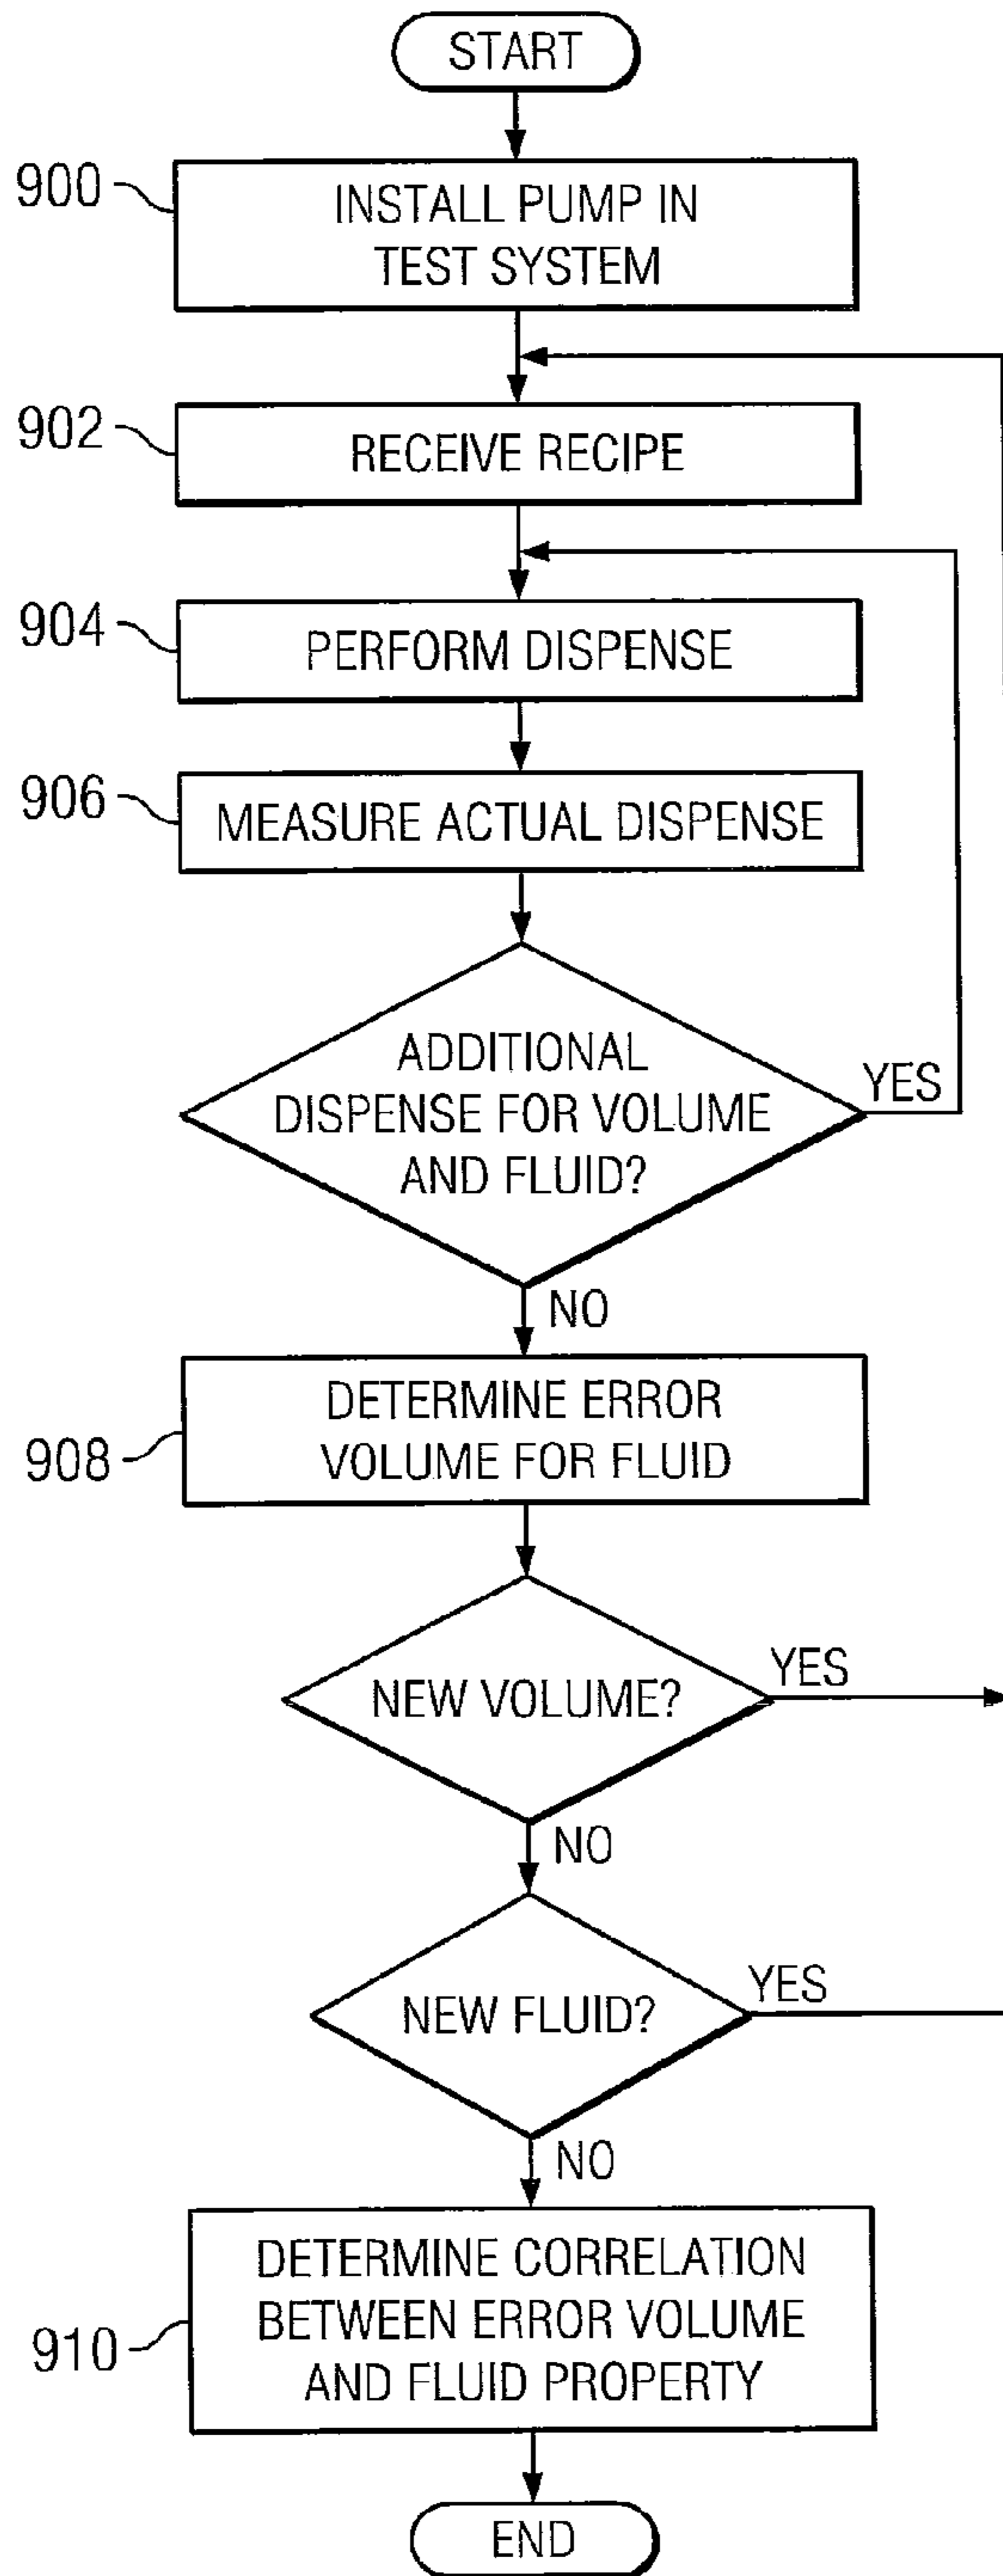 START
900
INSTALL PUMP IN
TEST SYSTEM
902
RECEIVE RECIPE
904
PERFORM DISPENSE
906
MEASURE ACTUAL DISPENSE
ADDITIONAL
DISPENSE FOR VOLUME
AND FLUID?
YES
NO
908
DETERMINE ERROR
VOLUME FOR FLUID
NEW VOLUME?
YES
NO
NEW FLUID?
YES
NO
910
DETERMINE CORRELATION
BETWEEN ERROR VOLUME
AND FLUID PROPERTY
END